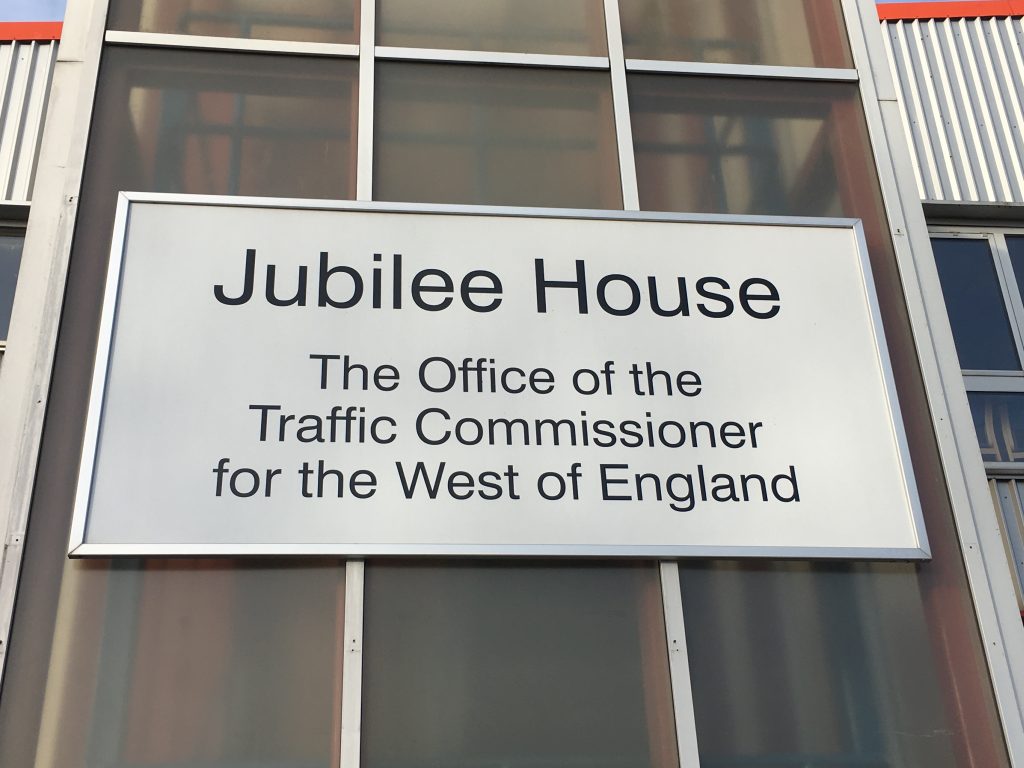 Jubilee House
The Office of the
Traffic Commissioner
for the West of England